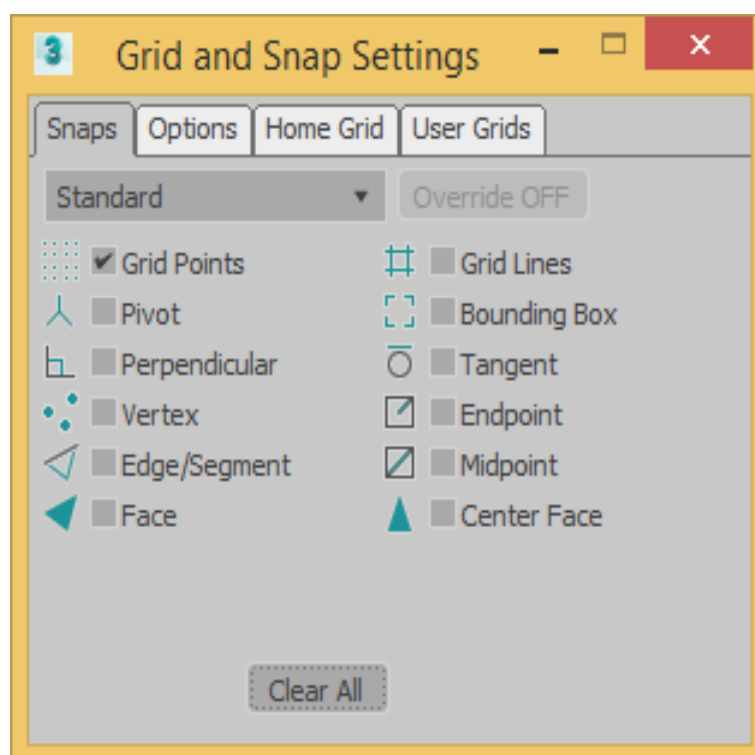 3 Grid and Snap Settings
Snaps Options Home Grid User Grids
Standard Override OFF
Grid Points Grid Lines
Pivot Bounding Box
Perpendicular Tangent
Vertex Endpoint
Edge/Segment Midpoint
Face Center Face
Clear All